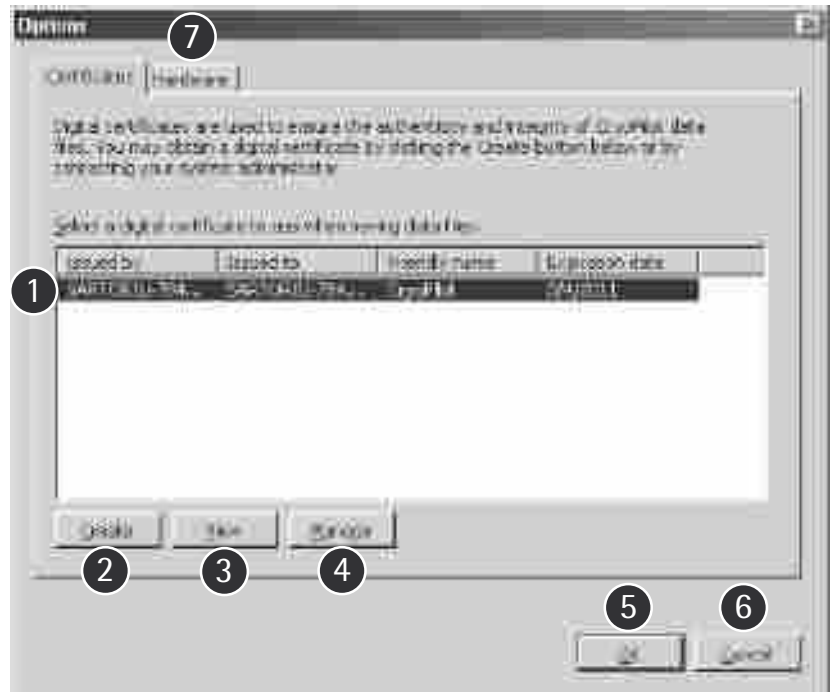 Options
7
Certificates Hardware
Digital certificates are used to ensure the authenticity and integrity of data
files. You may obtain a digital certificate by clicking the Create button below or by
contacting your system administrator.
Select a digital certificate to use when saving data files:
Issued by Issued to Friendly name Expiration date
1
Create View Remove
2 3 4
5 6
OK Cancel